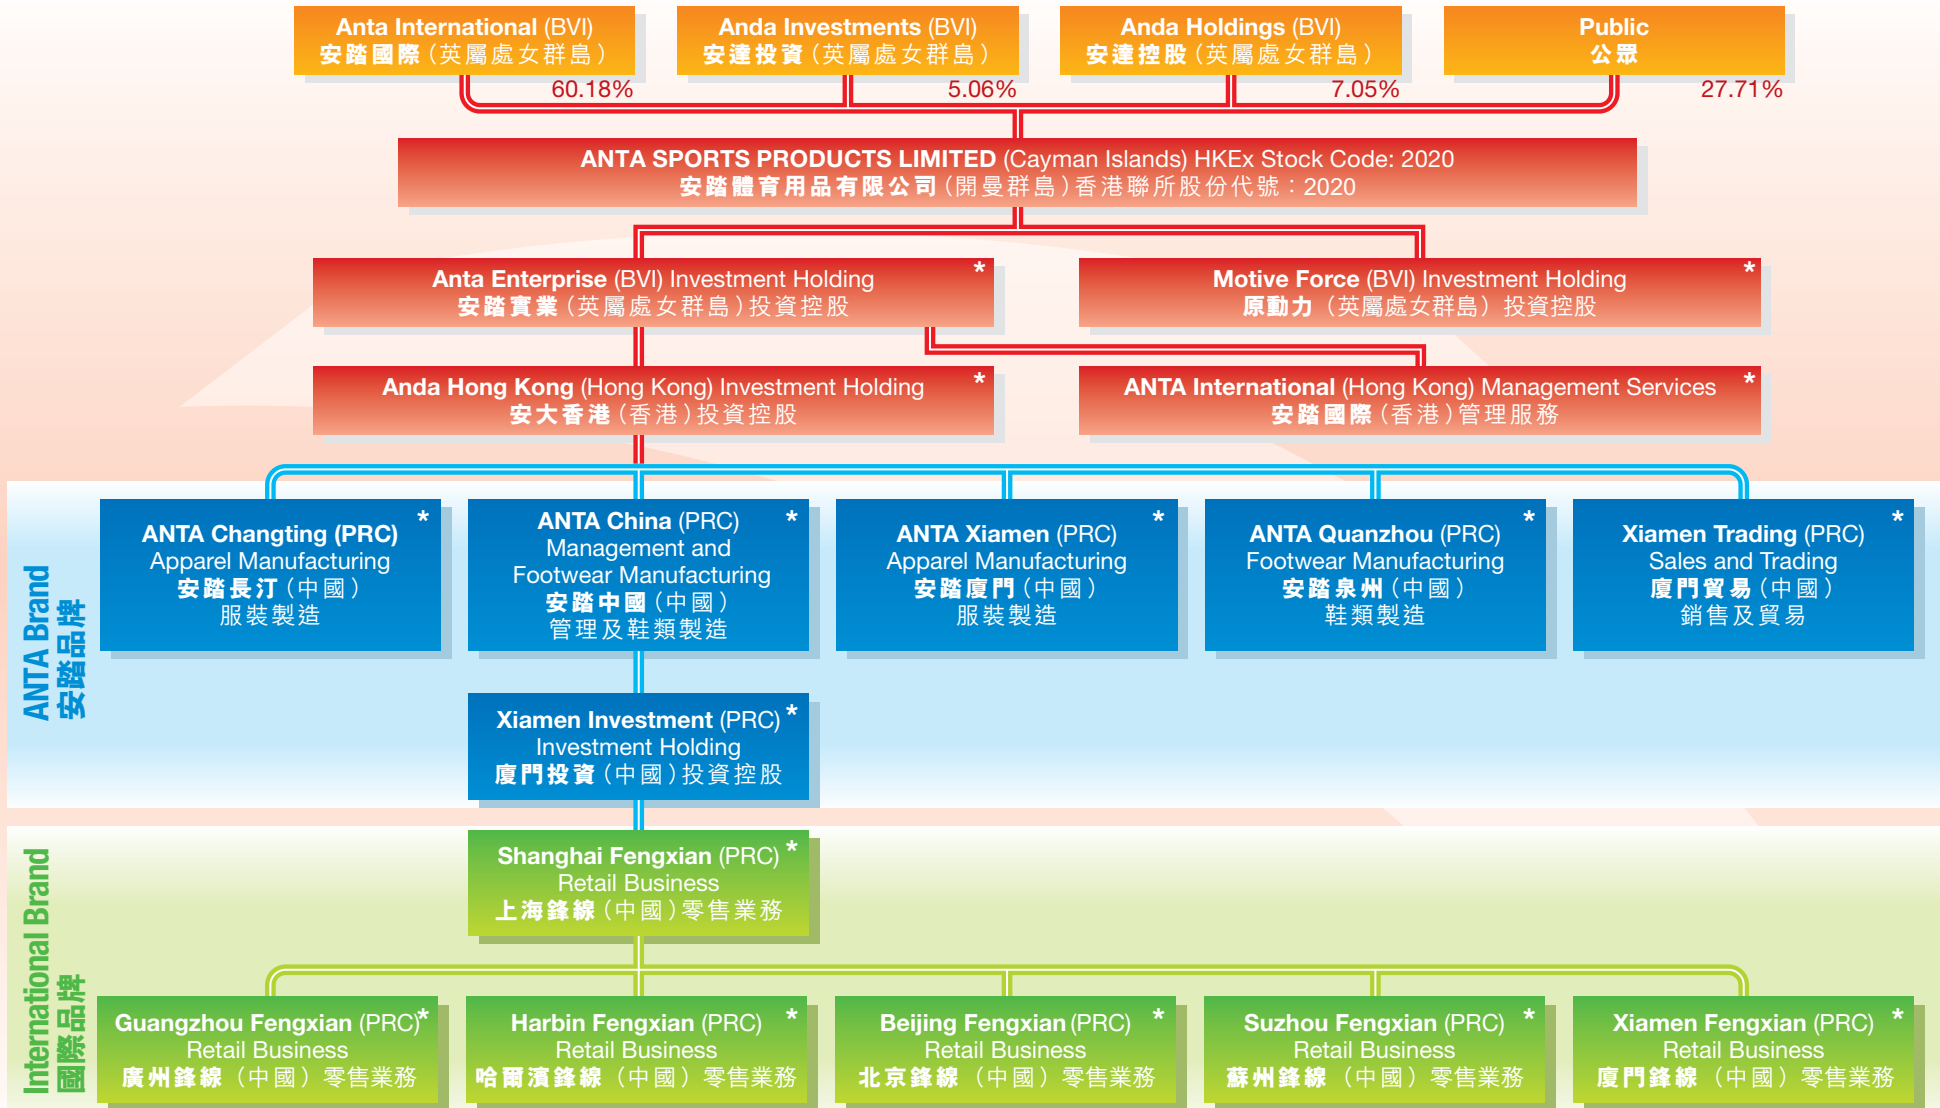 Anta International (BVI)
安踏國際（英屬處女群島）
60.18%
Anda Investments (BVI)
安達投資（英屬處女群島）
5.06%
Anda Holdings (BVI)
安達控股（英屬處女群島）
7.05%
Public
公眾
27.71%
ANTA SPORTS PRODUCTS LIMITED (Cayman Islands) HKEx Stock Code: 2020
安踏體育用品有限公司（開曼群島）香港聯所股份代號：2020
Anta Enterprise (BVI) Investment Holding *
安踏實業（英屬處女群島）投資控股
Motive Force (BVI) Investment Holding *
原動力（英屬處女群島）投資控股
Anda Hong Kong (Hong Kong) Investment Holding *
安大香港（香港）投資控股
ANTA International (Hong Kong) Management Services *
安踏國際（香港）管理服務
ANTA Brand
安踏品牌
ANTA Changting (PRC) *
Apparel Manufacturing
安踏長汀（中國）
服裝製造
ANTA China (PRC) *
Management and
Footwear Manufacturing
安踏中國（中國）
管理及鞋類製造
ANTA Xiamen (PRC) *
Apparel Manufacturing
安踏廈門（中國）
服裝製造
ANTA Quanzhou (PRC) *
Footwear Manufacturing
安踏泉州（中國）
鞋類製造
Xiamen Trading (PRC) *
Sales and Trading
廈門貿易（中國）
銷售及貿易
Xiamen Investment (PRC) *
Investment Holding
廈門投資（中國）投資控股
International Brand
國際品牌
Shanghai Fengxian (PRC) *
Retail Business
上海鋒線（中國）零售業務
Guangzhou Fengxian (PRC) *
Retail Business
廣州鋒線（中國）零售業務
Harbin Fengxian (PRC) *
Retail Business
哈爾濱鋒線（中國）零售業務
Beijing Fengxian (PRC) *
Retail Business
北京鋒線（中國）零售業務
Suzhou Fengxian (PRC) *
Retail Business
蘇州鋒線（中國）零售業務
Xiamen Fengxian (PRC) *
Retail Business
廈門鋒線（中國）零售業務